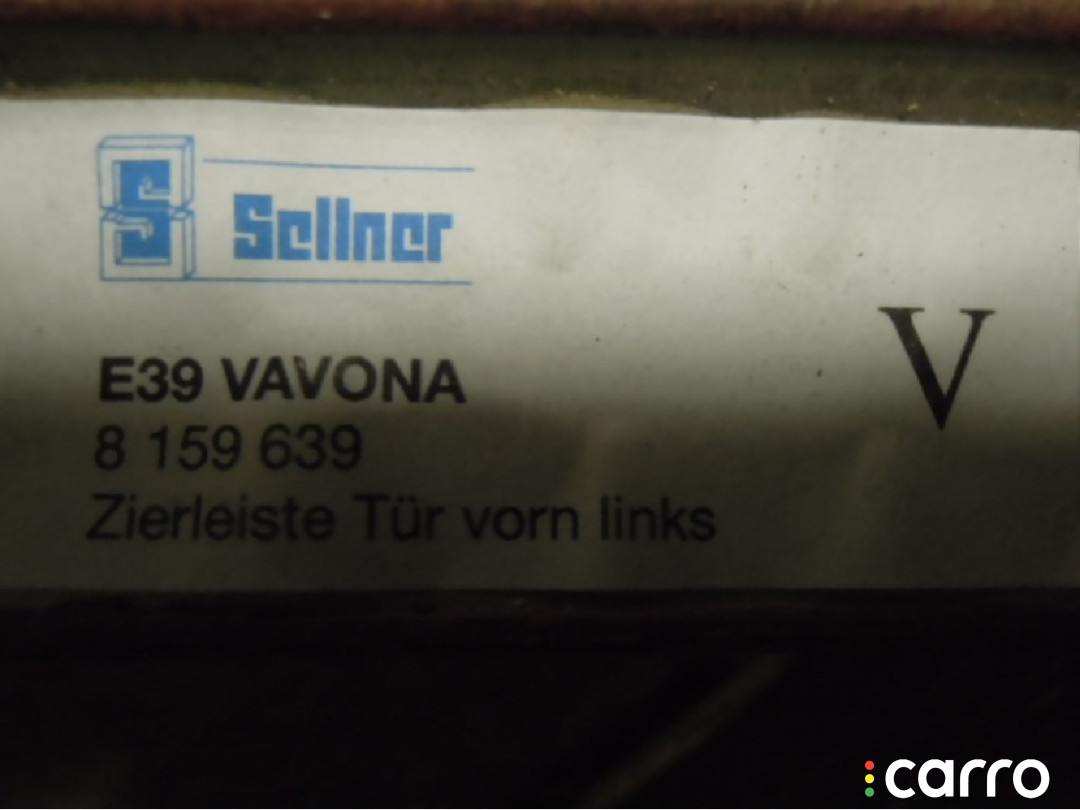 S Sellner
V
E39 VAVONA
8 159 639
Zierleiste Tür vorn links
carro